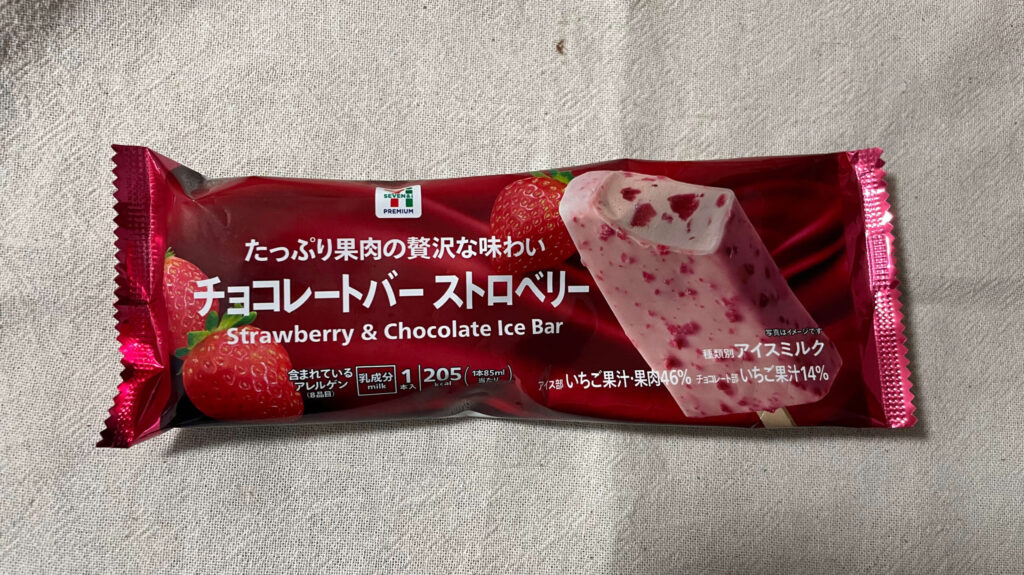 SEVEN&i
PREMIUM
たっぷり果肉の贅沢な味わい
チョコレートバー ストロベリー
Strawberry & Chocolate Ice Bar
含まれている
アレルゲン
(8品目)
乳成分
milk
1
本入
205
kcal
(1本85ml
当たり)
写真はイメージです
種類別 アイスミルク
アイス部 いちご果汁・果肉46% チョコレート部 いちご果汁14%